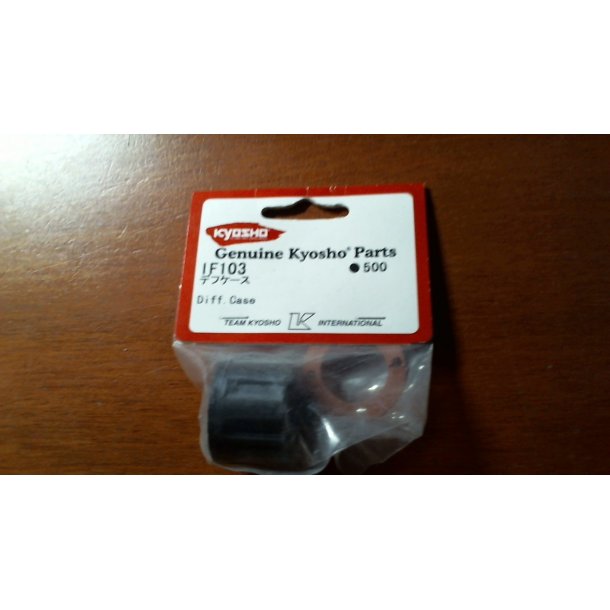 KYOSHO
Genuine Kyosho® Parts
IF103 ●500
デフケース
Diff.Case
TEAM KYOSHO K INTERNATIONAL